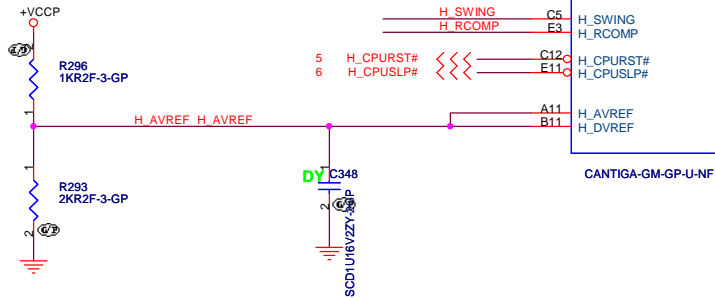 +VCCP
H_SWING
C5
H_SWING
H_RCOMP
E3
H_RCOMP
2
R296
1KR2F-3-GP
5
H_CPURST#
C12
H_CPURST#
6
H_CPUSLP#
E11
H_CPUSLP#
1
H_AVREF H_AVREF
A11
H_AVREF
B11
H_DVREF
1
DY
C348
1
R293
2KR2F-3-GP
CANTIGA-GM-GP-U-NF
2
2